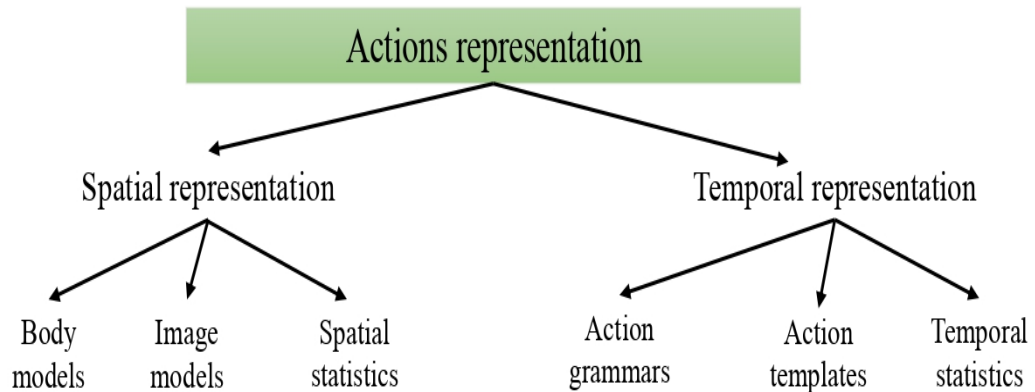 Actions representation
Spatial representation
Temporal representation
Body
models
Image
models
Spatial
statistics
Action
grammars
Action
templates
Temporal
statistics